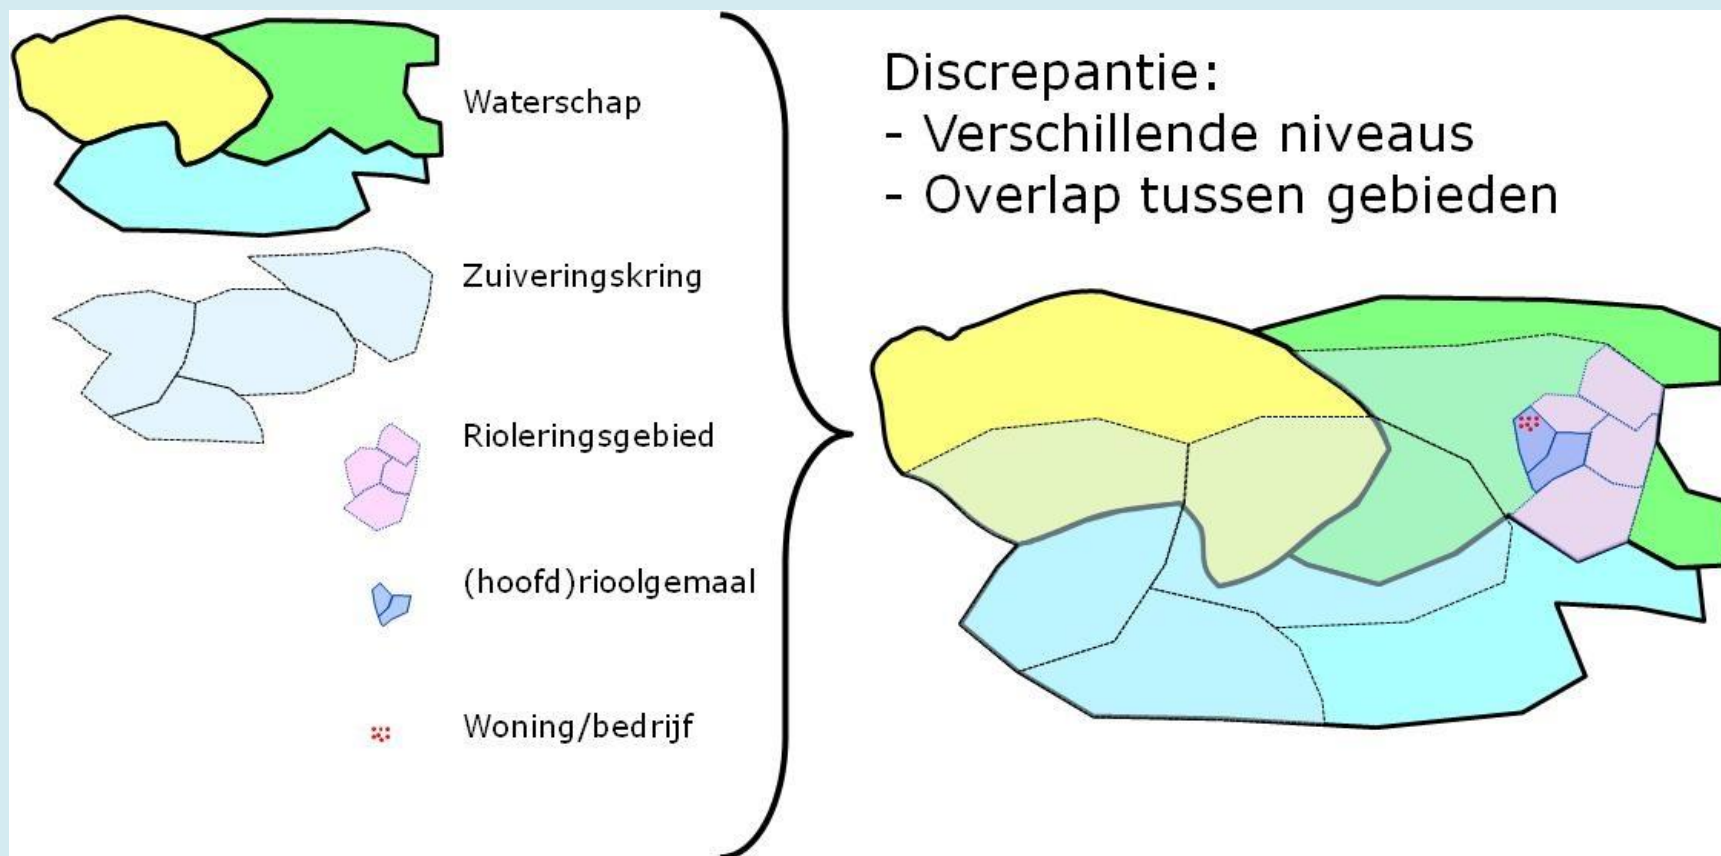 Waterschap
Zuiveringskring
Rioleringsgebied
(hoofd)rioolgemaal
Woning/bedrijf
Discrepantie:
- Verschillende niveaus
- Overlap tussen gebieden